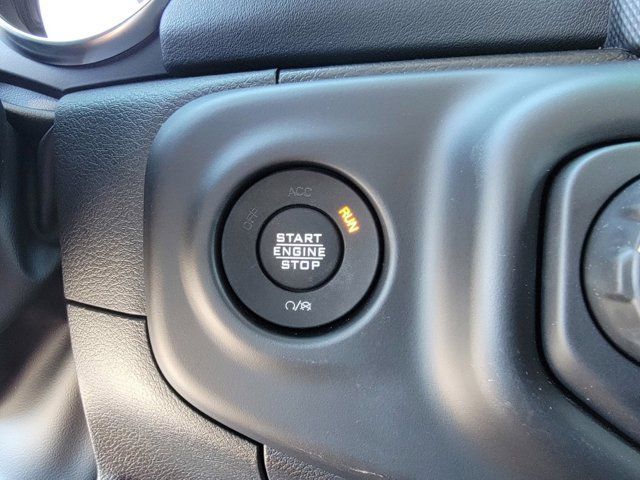 ACC
OFF
RUN
START
ENGINE
STOP